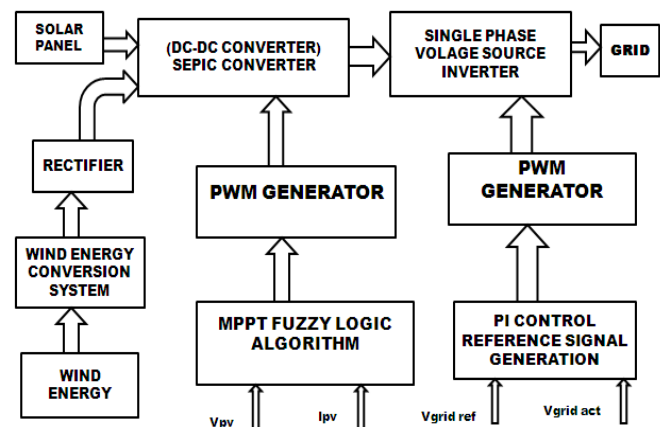 SOLAR
PANEL
(DC-DC CONVERTER)
SEPIC CONVERTER
SINGLE PHASE
VOLAGE SOURCE
INVERTER
GRID
RECTIFIER
PWM GENERATOR
PWM
GENERATOR
WIND ENERGY
CONVERSION
SYSTEM
MPPT FUZZY LOGIC
ALGORITHM
PI CONTROL
REFERENCE SIGNAL
GENERATION
WIND
ENERGY
Vpv
Ipv
Vgrid ref
Vgrid act